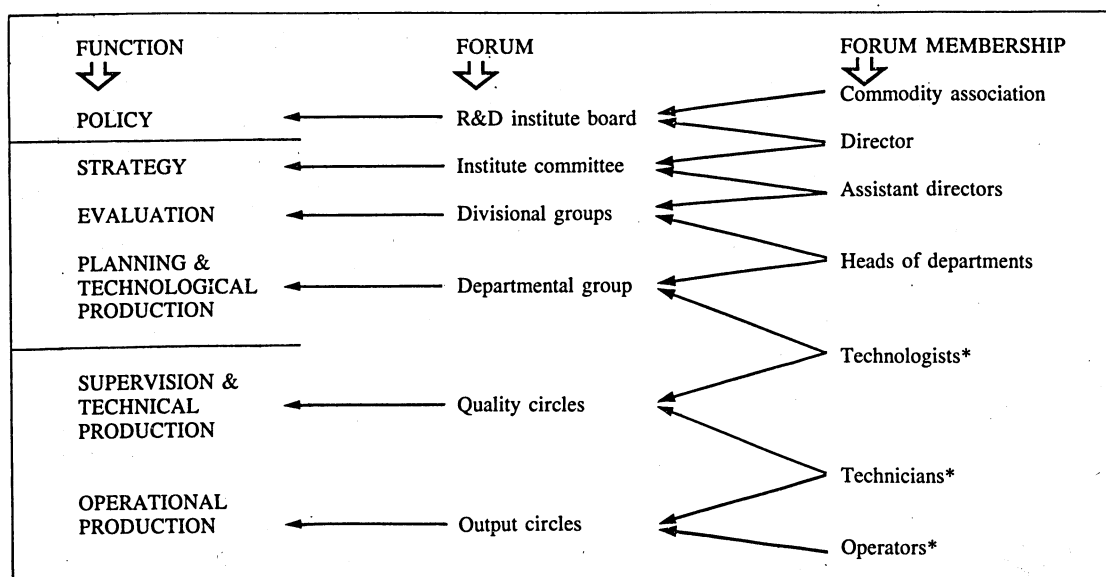 FUNCTION
FORUM
FORUM MEMBERSHIP
Commodity association
POLICY
R&D institute board
Director
STRATEGY
Institute committee
Assistant directors
EVALUATION
Divisional groups
PLANNING &
TECHNOLOGICAL
PRODUCTION
Departmental group
Heads of departments
Technologists*
SUPERVISION &
TECHNICAL
PRODUCTION
Quality circles
Technicians*
OPERATIONAL
PRODUCTION
Output circles
Operators*